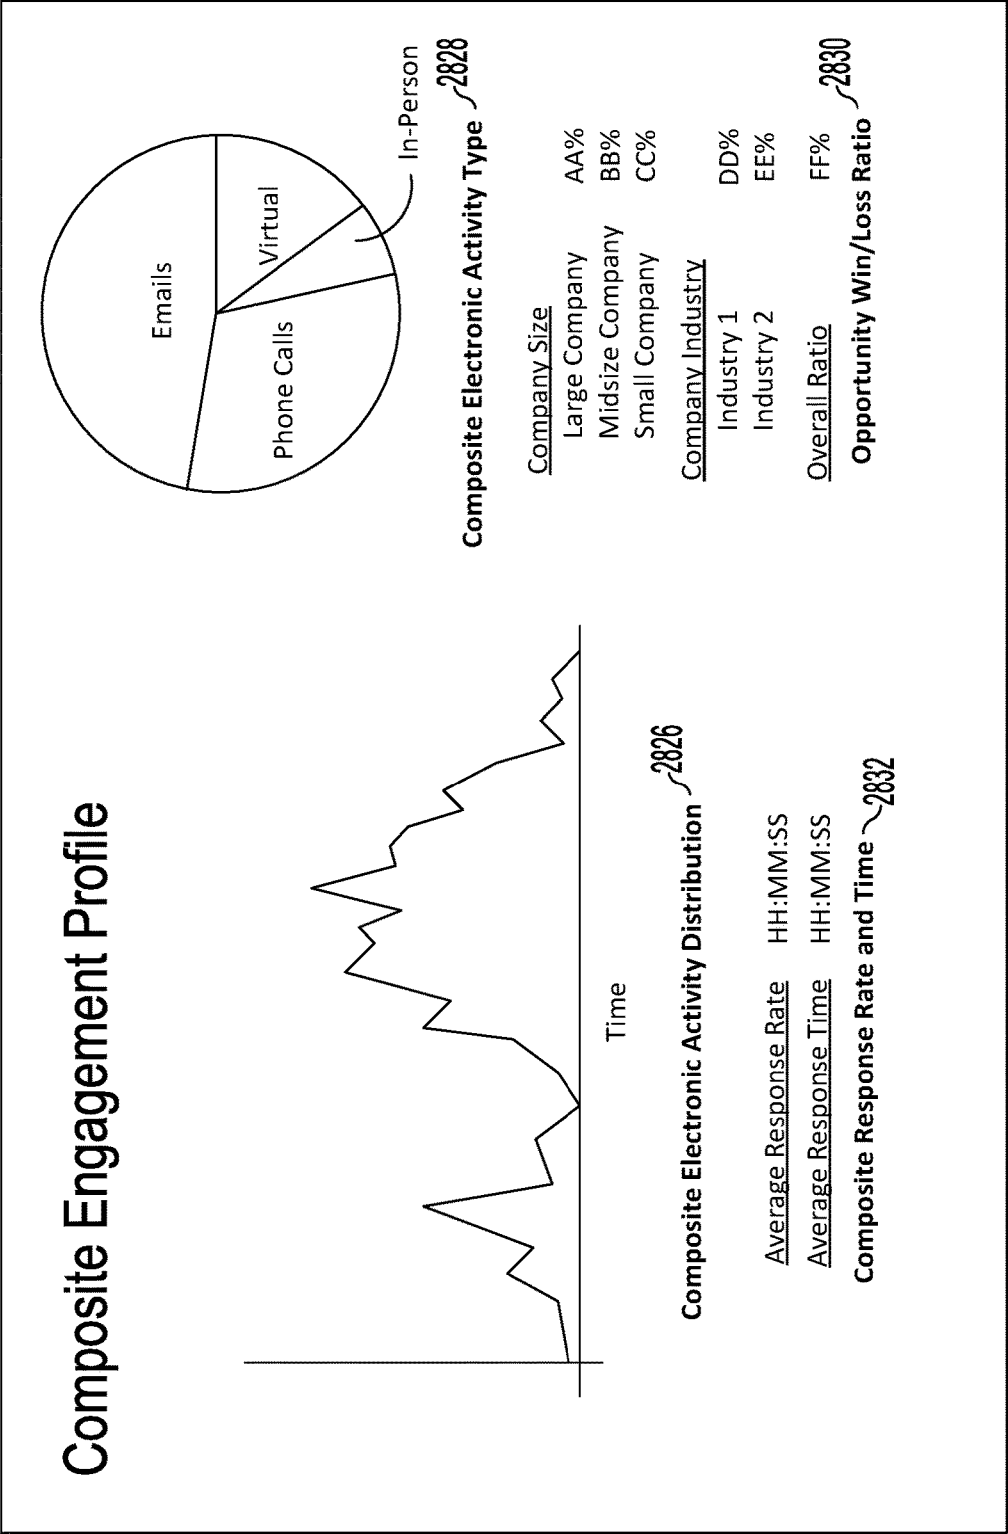 Composite Engagement Profile
Time
Composite Electronic Activity Distribution 2826
Average Response Rate HH:MM:SS
Average Response Time HH:MM:SS
Composite Response Rate and Time 2832
Emails
Virtual
Phone Calls
In-Person
Composite Electronic Activity Type 2828
Company Size
Large Company AA%
Midsize Company BB%
Small Company CC%
Company Industry
Industry 1 DD%
Industry 2 EE%
Overall Ratio FF%
Opportunity Win/Loss Ratio 2830